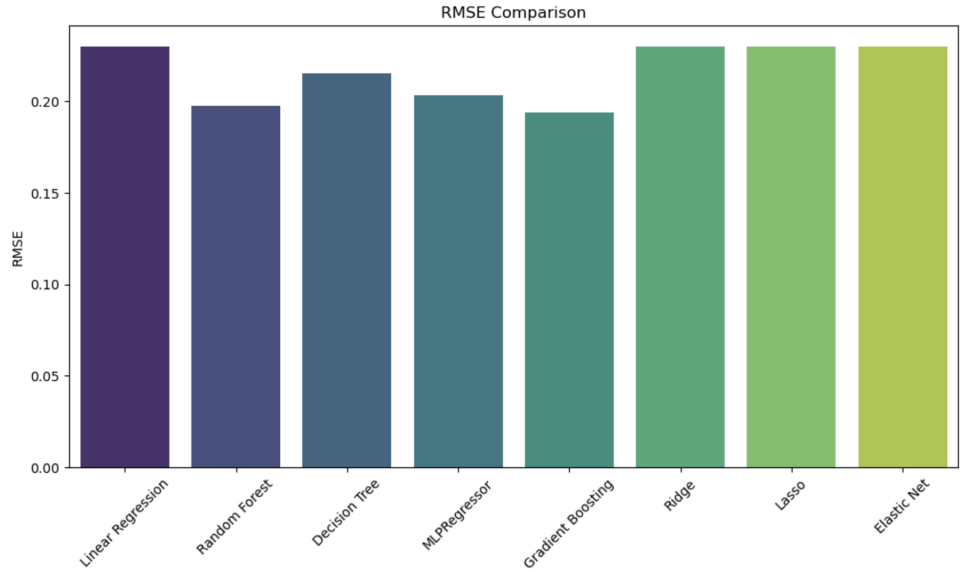 RMSE Comparison
RMSE
0.20
0.15
0.10
0.05
0.00
Linear Regression
Random Forest
Decision Tree
MLPRegressor
Gradient Boosting
Ridge
Lasso
Elastic Net